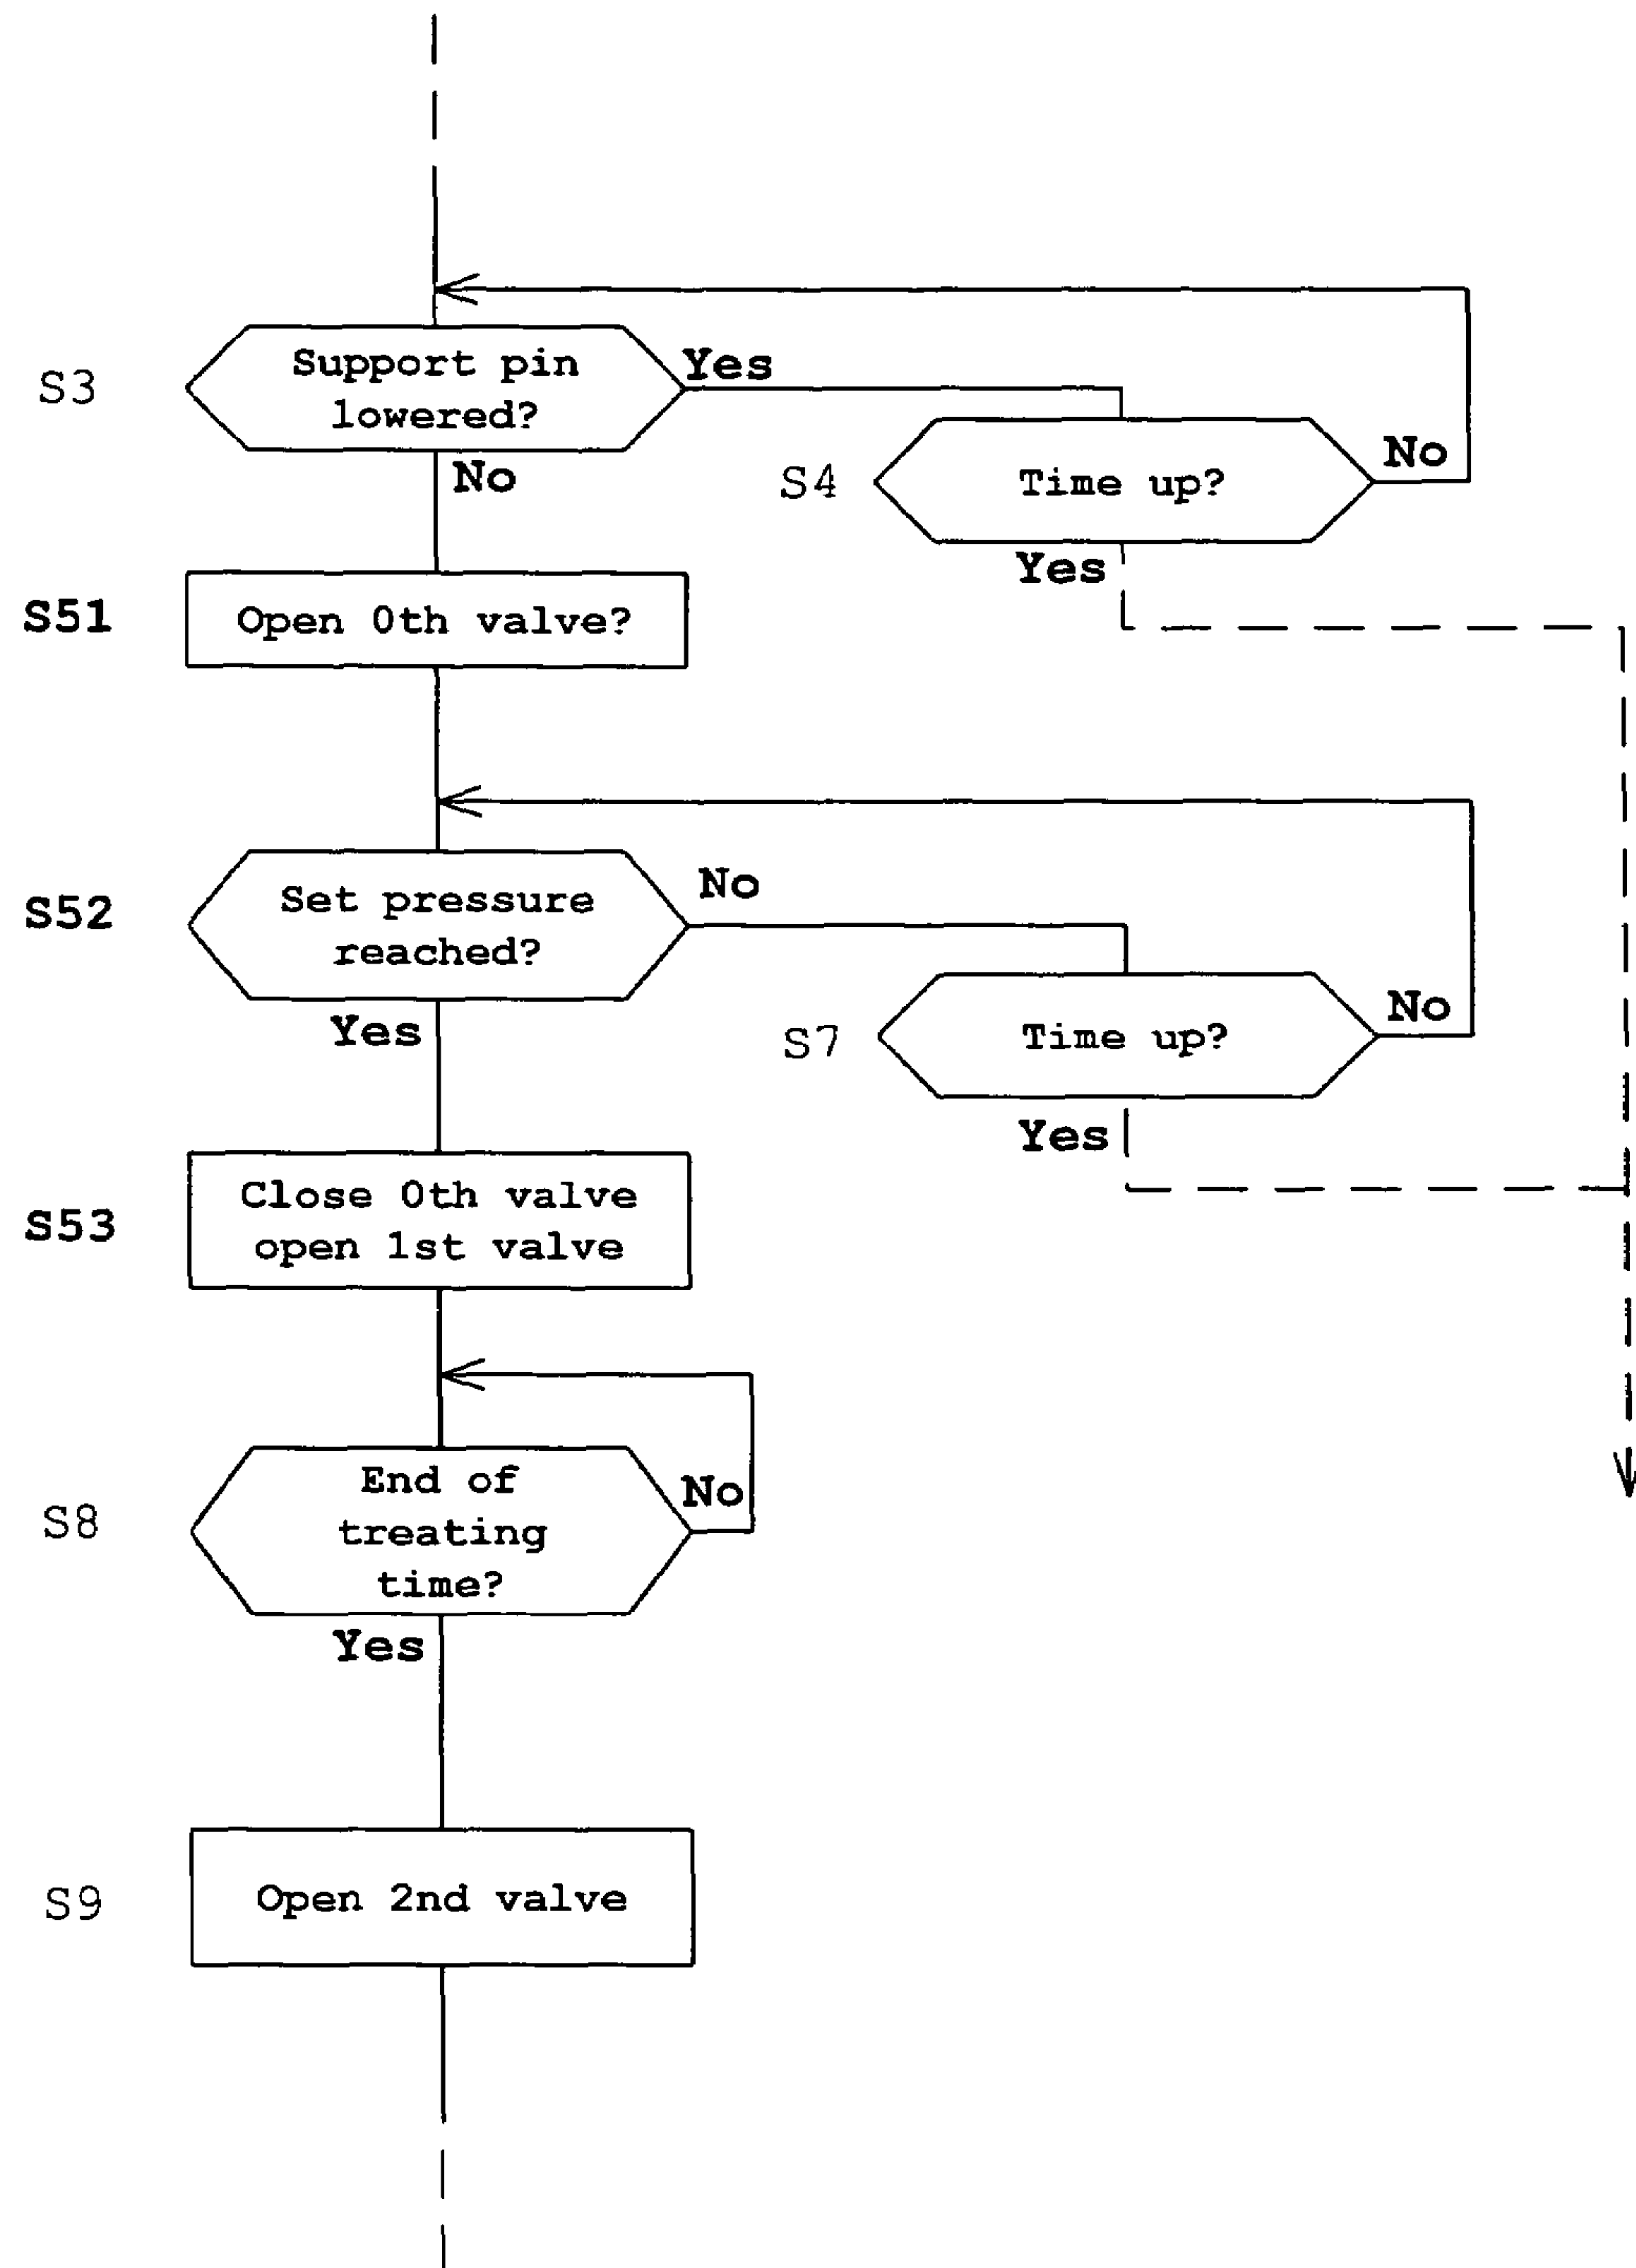 S3
Support pin
lowered?
Yes
No
S4
Time up?
No
Yes
S51
Open 0th valve?
S52
Set pressure
reached?
No
Yes
S7
Time up?
No
Yes
S53
Close 0th valve
open 1st valve
S8
End of
treating
time?
No
Yes
S9
Open 2nd valve